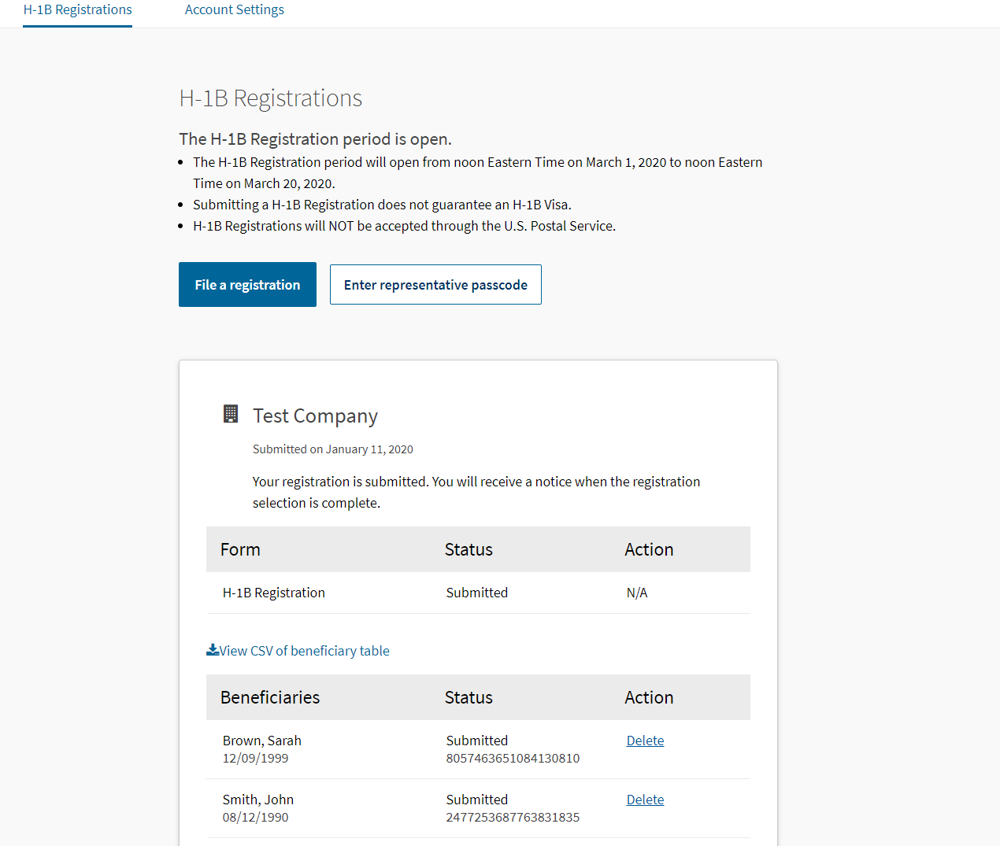 H-1B Registrations
Account Settings
H-1B Registrations
The H-1B Registration period is open.
The H-1B Registration period will open from noon Eastern Time on March 1, 2020 to noon Eastern
Time on March 20, 2020.
Submitting a H-1B Registration does not guarantee an H-1B Visa.
H-1B Registrations will NOT be accepted through the U.S. Postal Service.
File a registration
Enter representative passcode
Test Company
Submitted on January 11, 2020
Your registration is submitted. You will receive a notice when the registration
selection is complete.
Form Status Action
H-1B Registration Submitted N/A
View CSV of beneficiary table
Beneficiaries Status Action
Brown, Sarah Submitted Delete
12/09/1999 8057463651084130810
Smith, John Submitted Delete
08/12/1990 2477253687763831835